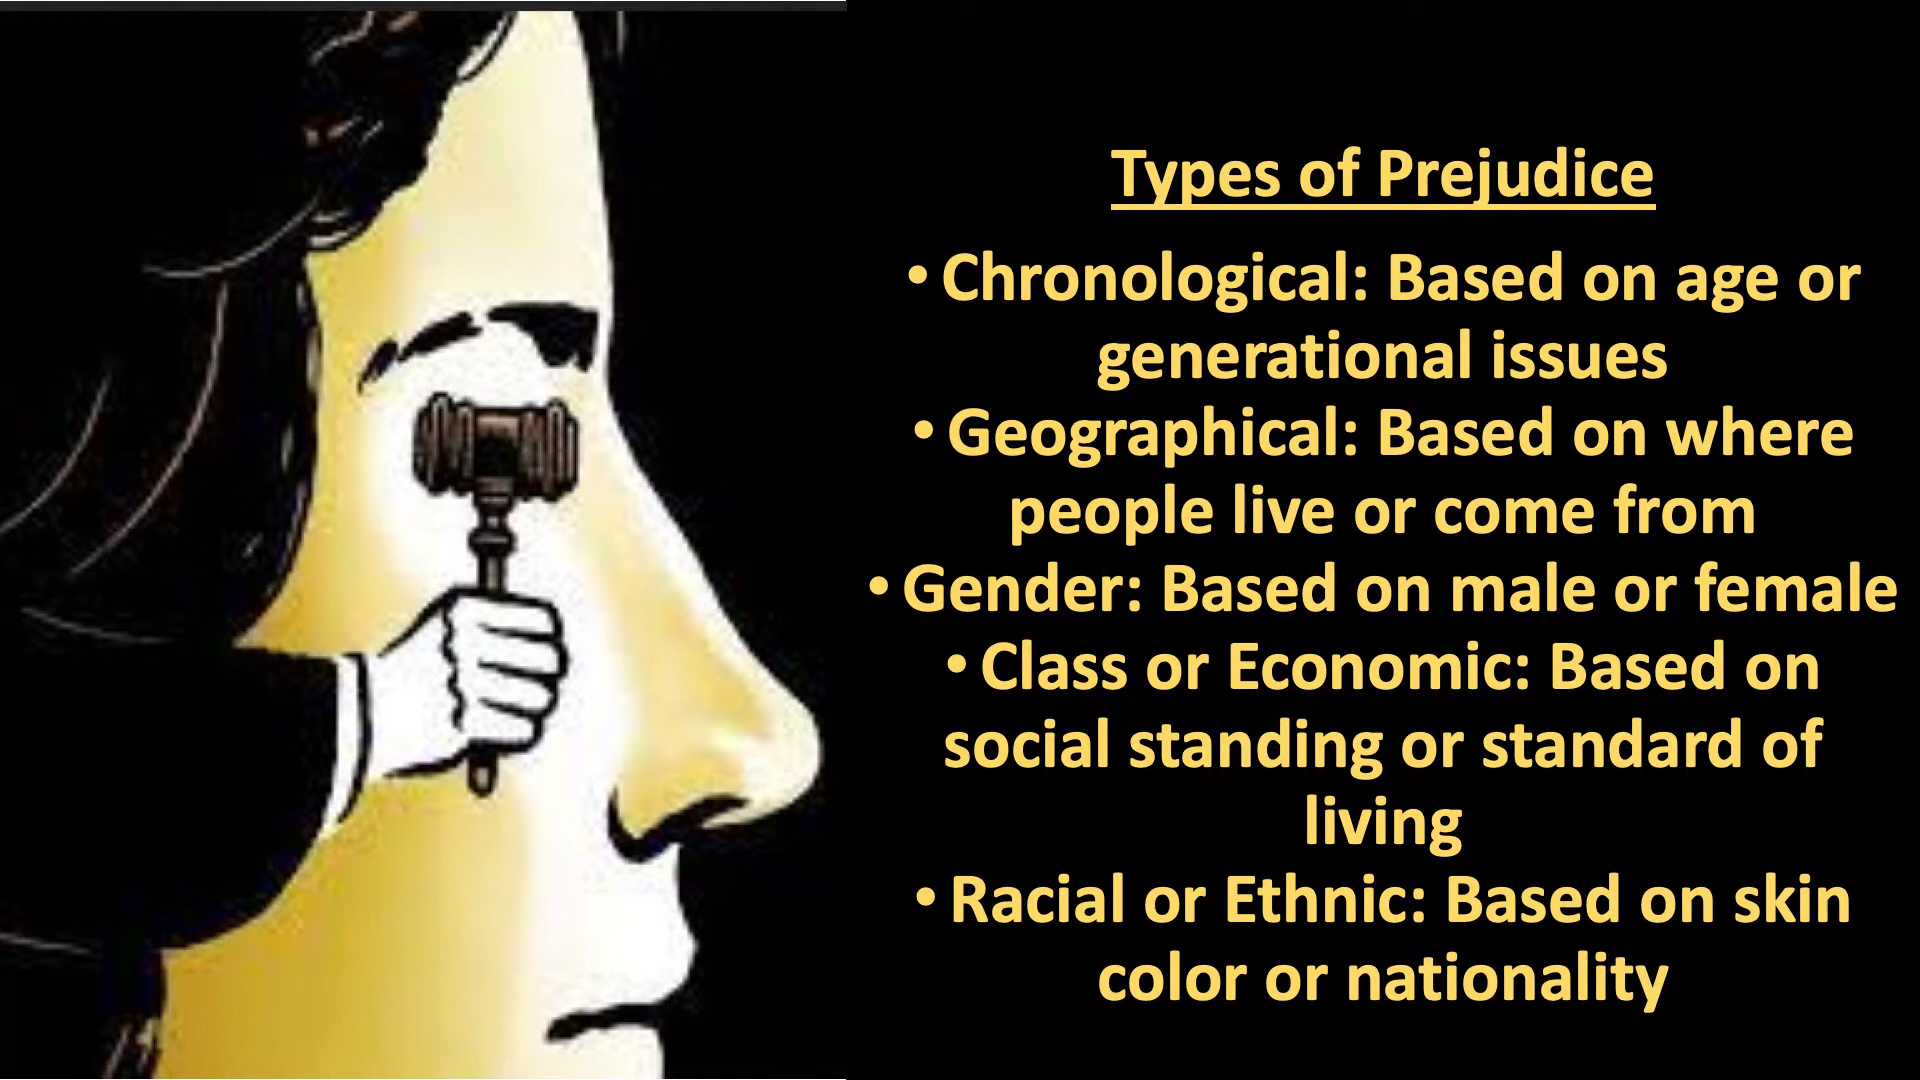 Types of Prejudice
• Chronological: Based on age or
generational issues
• Geographical: Based on where
people live or come from
• Gender: Based on male or female
• Class or Economic: Based on
social standing or standard of
living
• Racial or Ethnic: Based on skin
color or nationality